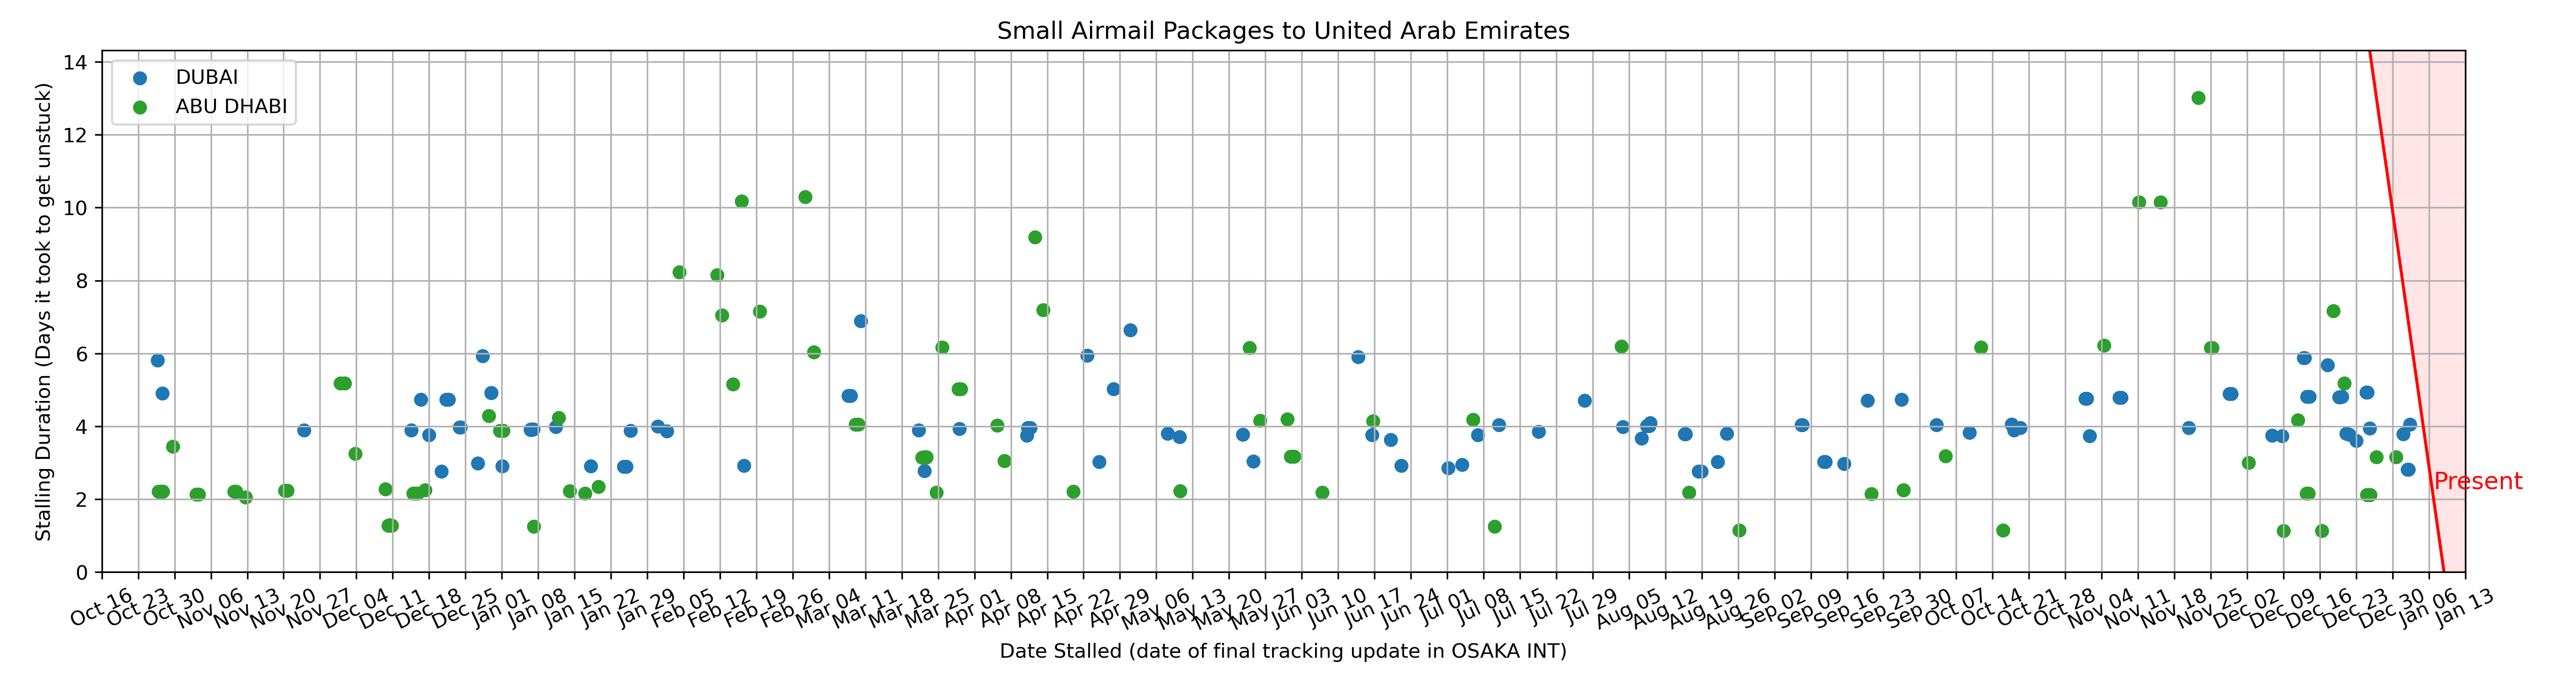 Small Airmail Packages to United Arab Emirates
Stalling Duration (Days it took to get unstuck)
14
12
10
8
6
4
2
0
DUBAI
ABU DHABI
Present
Oct 16
Oct 23
Oct 30
Nov 06
Nov 13
Nov 20
Nov 27
Dec 04
Dec 11
Dec 18
Dec 25
Jan 01
Jan 08
Jan 15
Jan 22
Jan 29
Feb 05
Feb 12
Feb 19
Feb 26
Mar 04
Mar 11
Mar 18
Mar 25
Apr 01
Apr 08
Apr 15
Apr 22
Apr 29
May 06
May 13
May 20
May 27
Jun 03
Jun 10
Jun 17
Jun 24
Jul 01
Jul 08
Jul 15
Jul 22
Jul 29
Aug 05
Aug 12
Aug 19
Aug 26
Sep 02
Sep 09
Sep 16
Sep 23
Sep 30
Oct 07
Oct 14
Oct 21
Oct 28
Nov 04
Nov 11
Nov 18
Nov 25
Dec 02
Dec 09
Dec 16
Dec 23
Dec 30
Jan 06
Jan 13
Date Stalled (date of final tracking update in OSAKA INT)